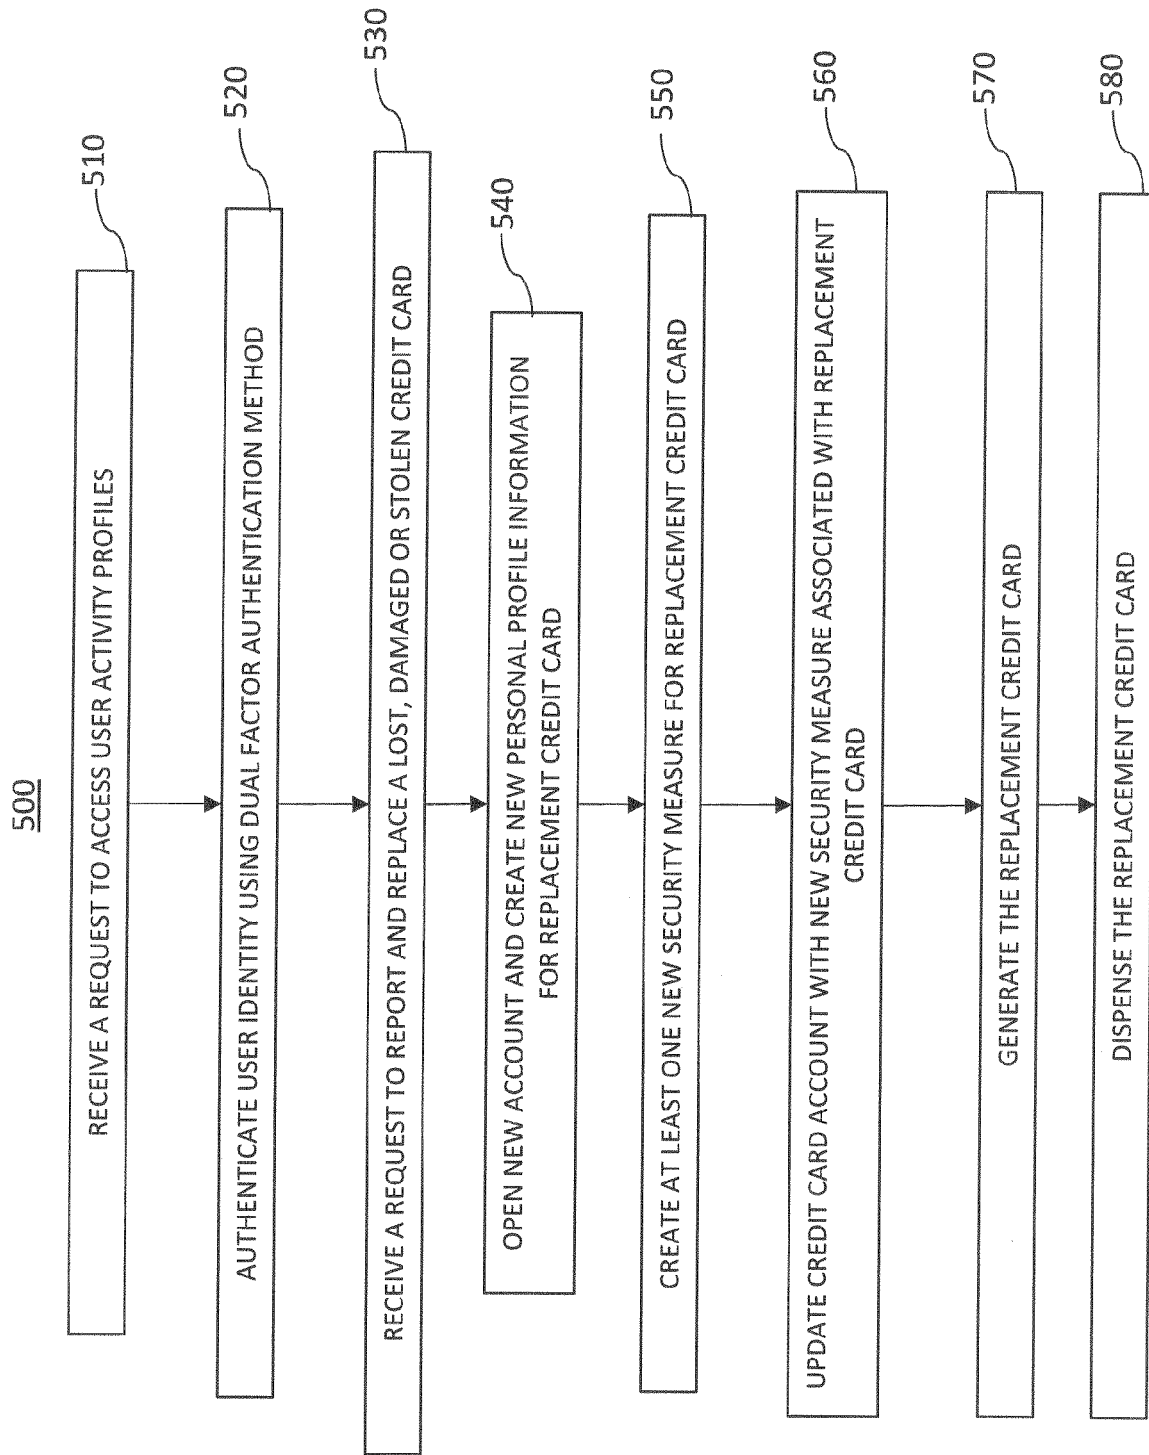 500
RECEIVE A REQUEST TO ACCESS USER ACTIVITY PROFILES
510
AUTHENTICATE USER IDENTITY USING DUAL FACTOR AUTHENTICATION METHOD
520
RECEIVE A REQUEST TO REPORT AND REPLACE A LOST, DAMAGED OR STOLEN CREDIT CARD
530
OPEN NEW ACCOUNT AND CREATE NEW PERSONAL PROFILE INFORMATION
FOR REPLACEMENT CREDIT CARD
540
CREATE AT LEAST ONE NEW SECURITY MEASURE FOR REPLACEMENT CREDIT CARD
550
UPDATE CREDIT CARD ACCOUNT WITH NEW SECURITY MEASURE ASSOCIATED WITH REPLACEMENT
CREDIT CARD
560
GENERATE THE REPLACEMENT CREDIT CARD
570
DISPENSE THE REPLACEMENT CREDIT CARD
580